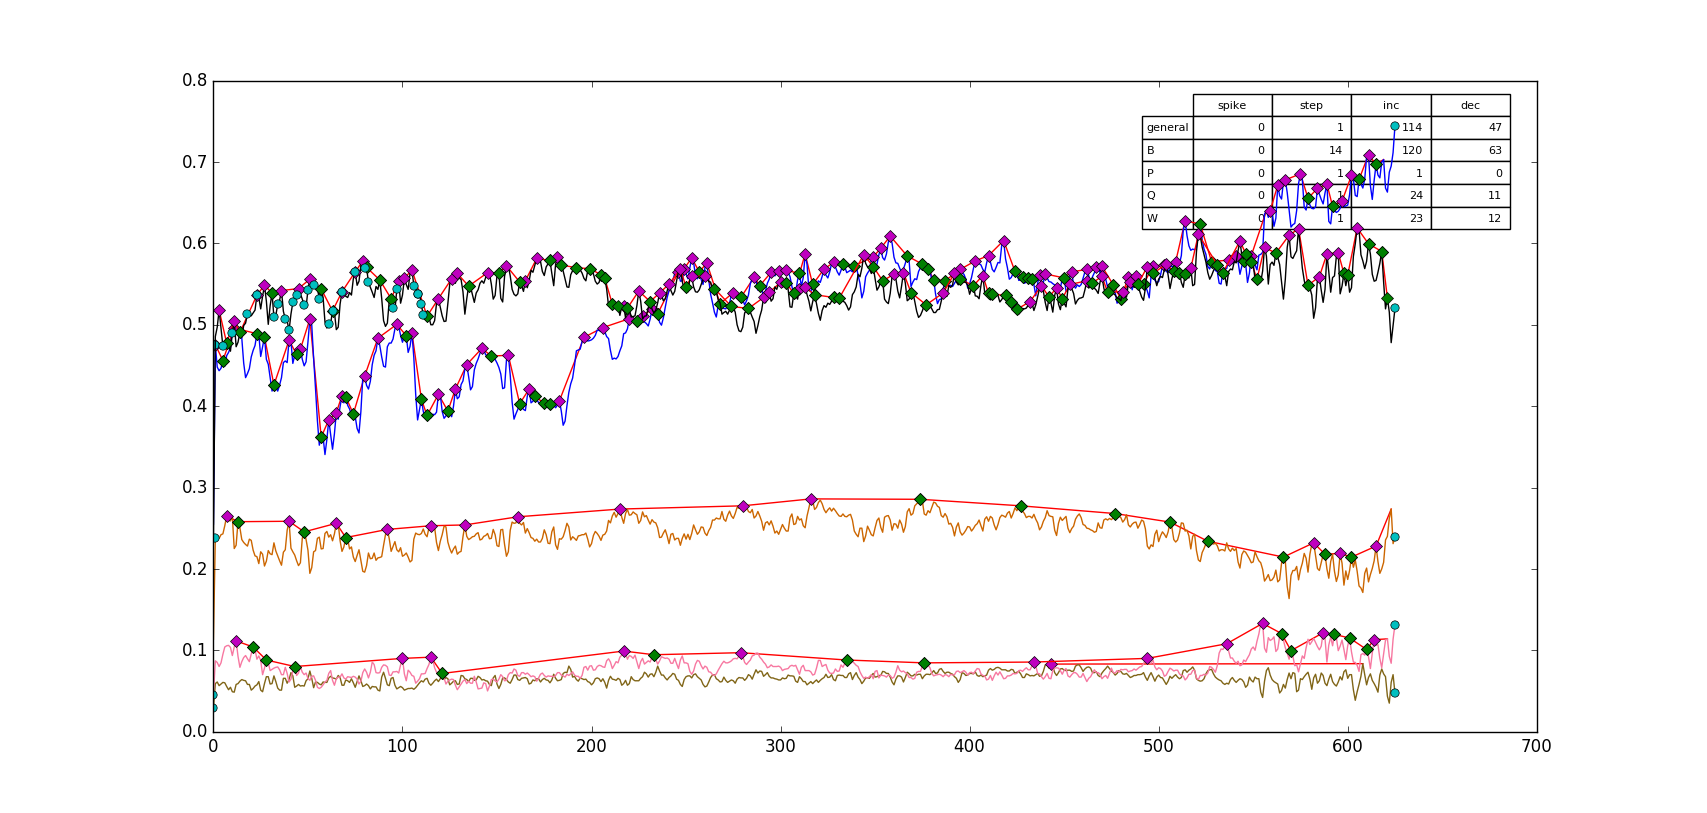 0.8
0.7
0.6
0.5
0.4
0.3
0.2
0.1
0.0
0 100 200 300 400 500 600 700
spike step inc dec
general 0 1 114 47
B 0 14 120 63
P 0 1 1 0
Q 0 1 24 11
W 0 1 23 12